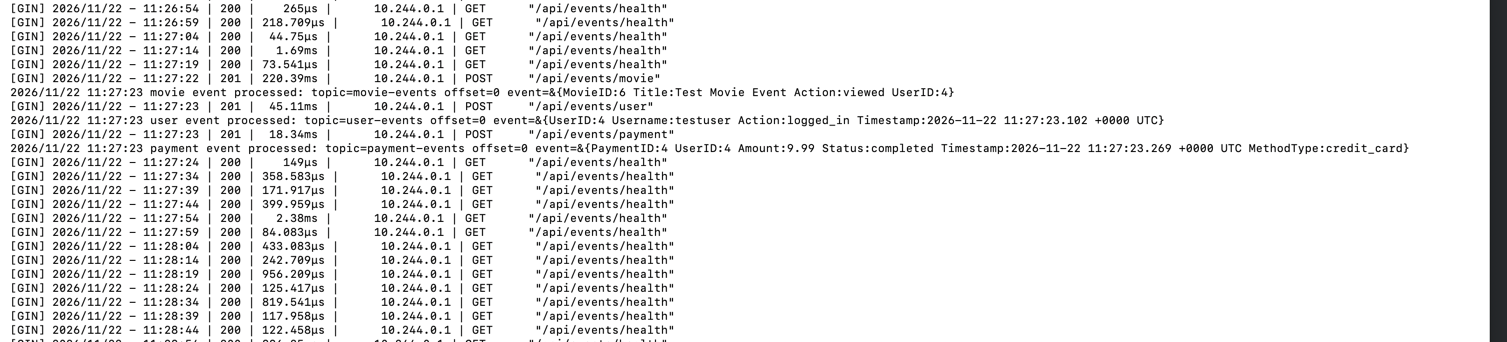 [GIN] 2026/11/22 - 11:26:54 | 200 | 265µs | 10.244.0.1 | GET "/api/events/health"
[GIN] 2026/11/22 - 11:26:59 | 200 | 218.709µs | 10.244.0.1 | GET "/api/events/health"
[GIN] 2026/11/22 - 11:27:04 | 200 | 44.75µs | 10.244.0.1 | GET "/api/events/health"
[GIN] 2026/11/22 - 11:27:14 | 200 | 1.69ms | 10.244.0.1 | GET "/api/events/health"
[GIN] 2026/11/22 - 11:27:19 | 200 | 73.541µs | 10.244.0.1 | GET "/api/events/health"
[GIN] 2026/11/22 - 11:27:22 | 201 | 220.39ms | 10.244.0.1 | POST "/api/events/movie"
2026/11/22 11:27:23 movie event processed: topic=movie-events offset=0 event=&{MovieID:6 Title:Test Movie Event Action:viewed UserID:4}
[GIN] 2026/11/22 - 11:27:23 | 201 | 45.11ms | 10.244.0.1 | POST "/api/events/user"
2026/11/22 11:27:23 user event processed: topic=user-events offset=0 event=&{UserID:4 Username:testuser Action:logged_in Timestamp:2026-11-22 11:27:23.102 +0000 UTC}
[GIN] 2026/11/22 - 11:27:23 | 201 | 18.34ms | 10.244.0.1 | POST "/api/events/payment"
2026/11/22 11:27:23 payment event processed: topic=payment-events offset=0 event=&{PaymentID:4 UserID:4 Amount:9.99 Status:completed Timestamp:2026-11-22 11:27:23.269 +0000 UTC MethodType:credit_card}
[GIN] 2026/11/22 - 11:27:24 | 200 | 149µs | 10.244.0.1 | GET "/api/events/health"
[GIN] 2026/11/22 - 11:27:34 | 200 | 358.583µs | 10.244.0.1 | GET "/api/events/health"
[GIN] 2026/11/22 - 11:27:39 | 200 | 171.917µs | 10.244.0.1 | GET "/api/events/health"
[GIN] 2026/11/22 - 11:27:44 | 200 | 399.959µs | 10.244.0.1 | GET "/api/events/health"
[GIN] 2026/11/22 - 11:27:54 | 200 | 2.38ms | 10.244.0.1 | GET "/api/events/health"
[GIN] 2026/11/22 - 11:27:59 | 200 | 84.083µs | 10.244.0.1 | GET "/api/events/health"
[GIN] 2026/11/22 - 11:28:04 | 200 | 433.083µs | 10.244.0.1 | GET "/api/events/health"
[GIN] 2026/11/22 - 11:28:14 | 200 | 242.709µs | 10.244.0.1 | GET "/api/events/health"
[GIN] 2026/11/22 - 11:28:19 | 200 | 956.209µs | 10.244.0.1 | GET "/api/events/health"
[GIN] 2026/11/22 - 11:28:24 | 200 | 125.417µs | 10.244.0.1 | GET "/api/events/health"
[GIN] 2026/11/22 - 11:28:34 | 200 | 819.541µs | 10.244.0.1 | GET "/api/events/health"
[GIN] 2026/11/22 - 11:28:39 | 200 | 117.958µs | 10.244.0.1 | GET "/api/events/health"
[GIN] 2026/11/22 - 11:28:44 | 200 | 122.458µs | 10.244.0.1 | GET "/api/events/health"